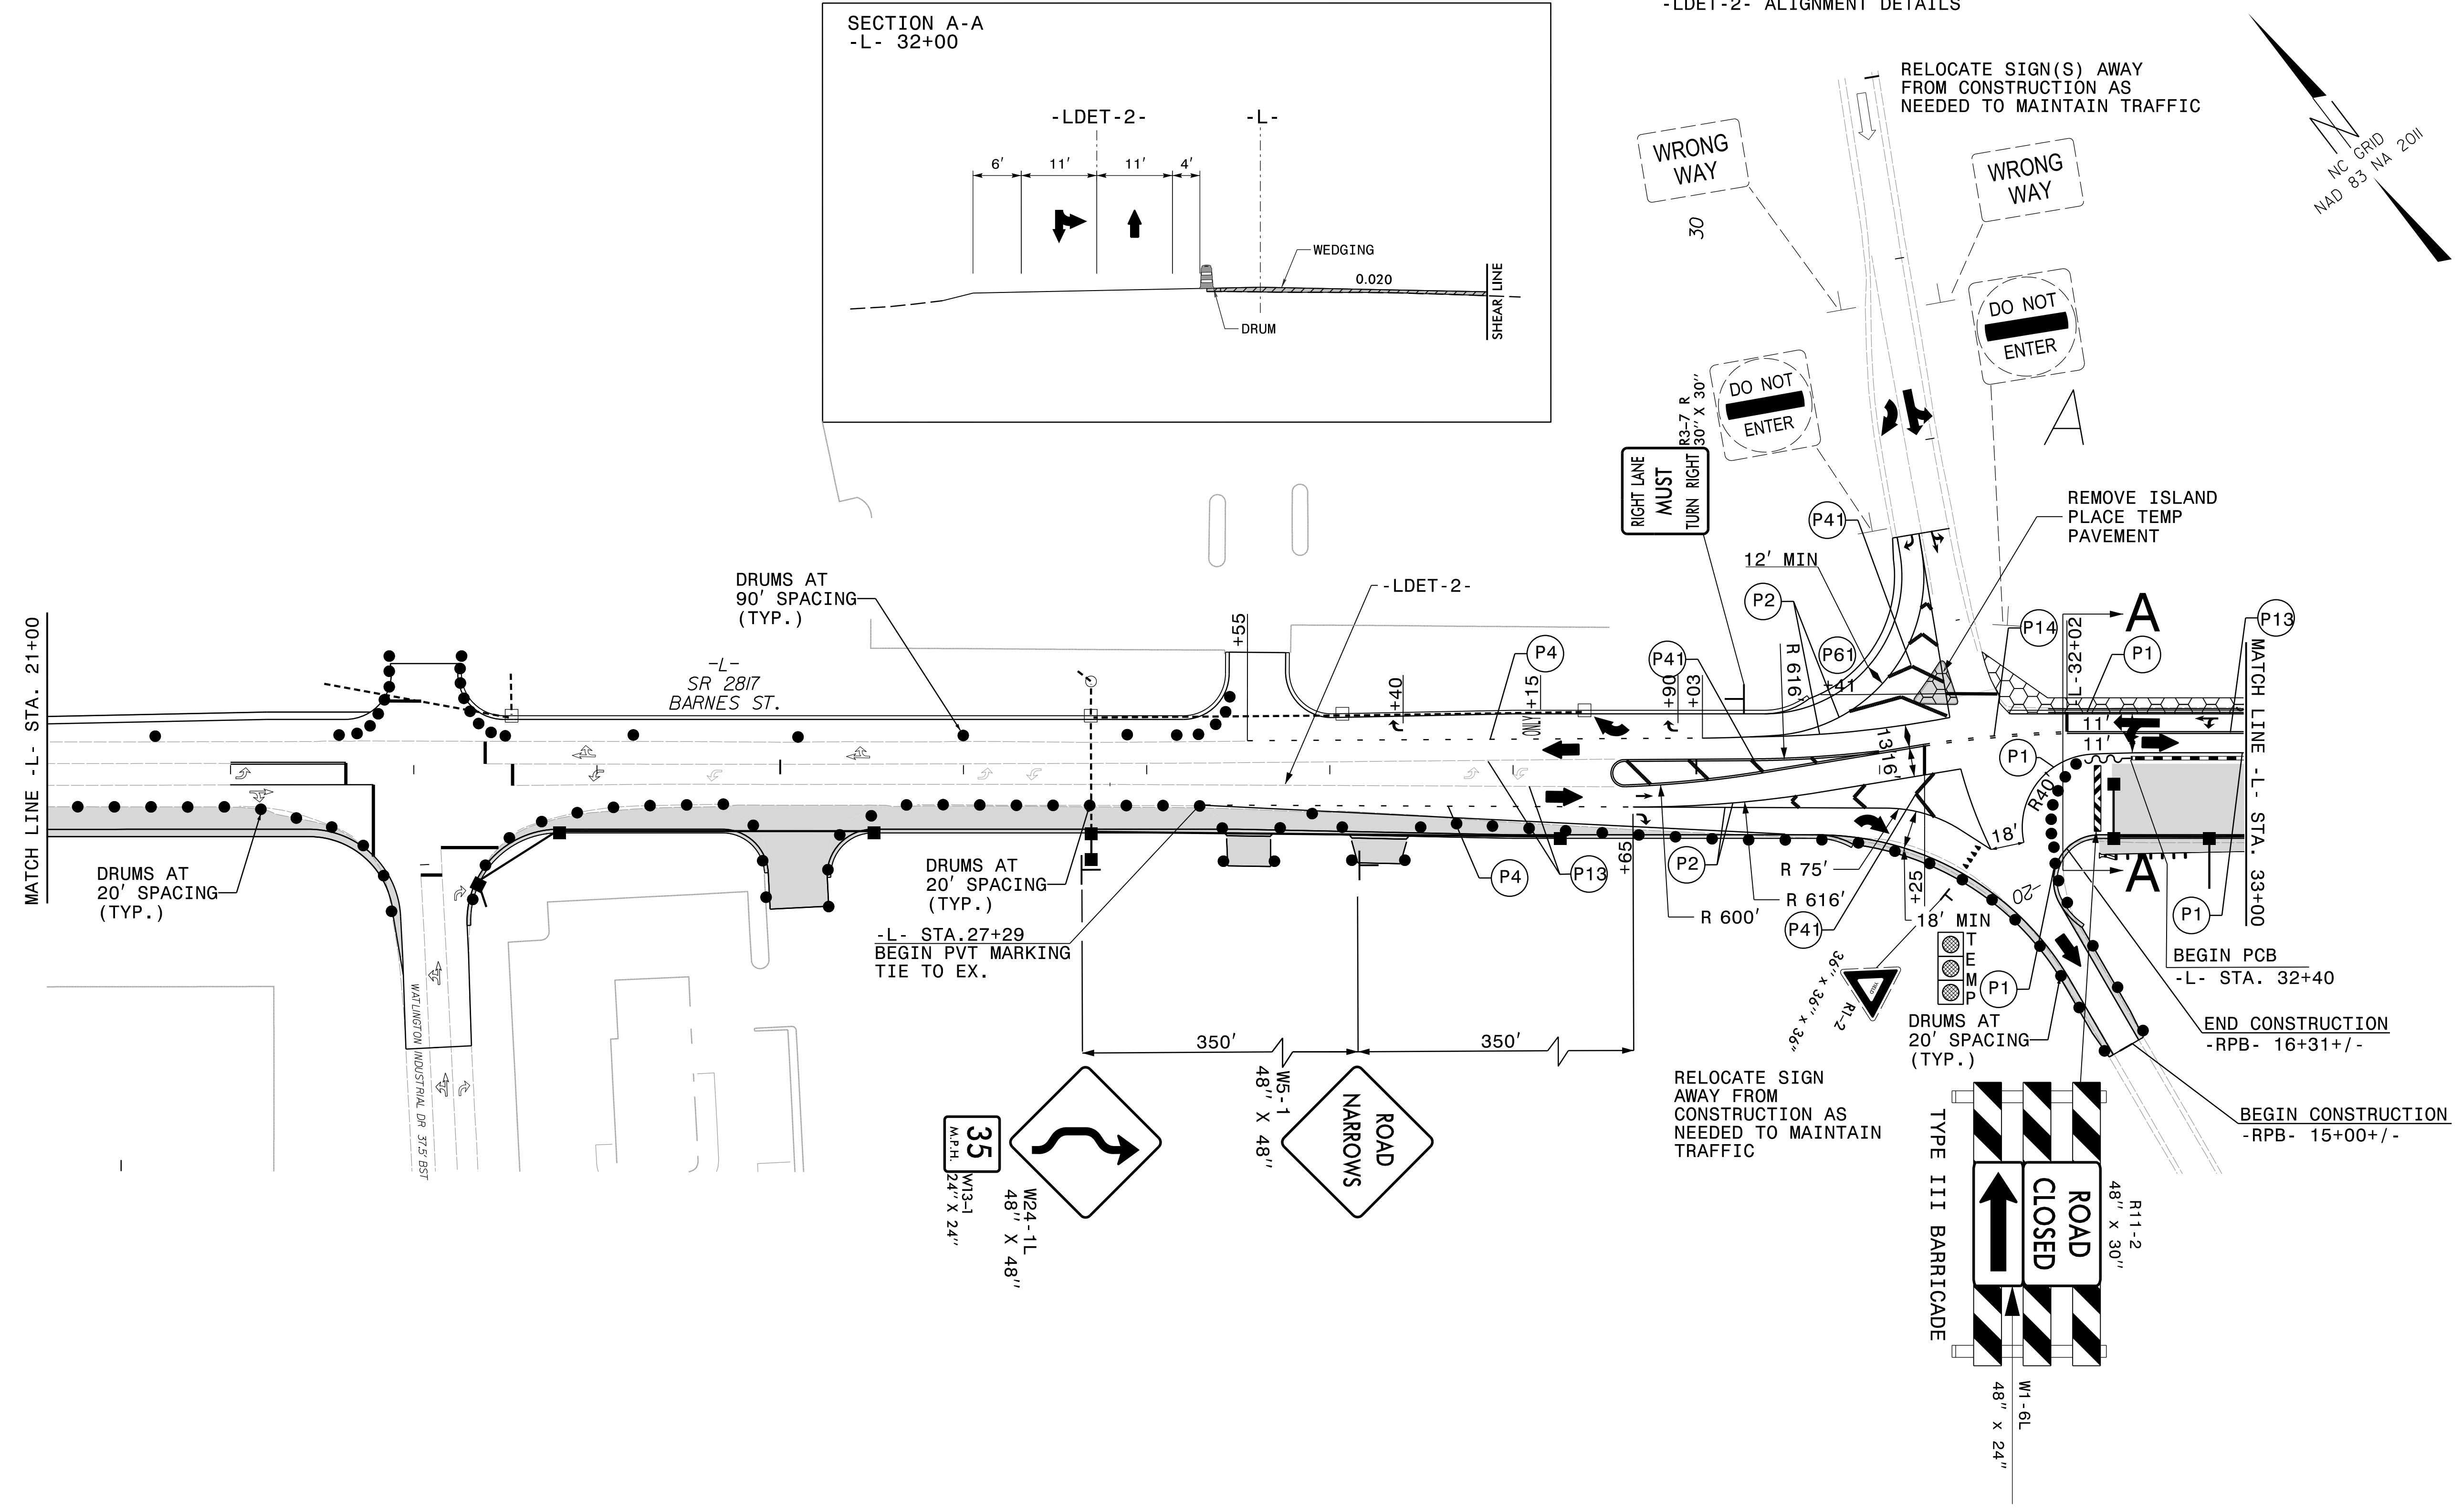 -LDET-2- ALIGNMENT DETAILS
SECTION A-A
-L- 32+00
-LDET-2-
-L-
6'
11'
11'
4'
WEDGING
0.020
DRUM
SHEAR LINE
RELOCATE SIGN(S) AWAY
FROM CONSTRUCTION AS
NEEDED TO MAINTAIN TRAFFIC
NC GRID
NAD 83 NA 2011
WRONG
WAY
WRONG
WAY
30
DO NOT
ENTER
DO NOT
ENTER
R3-7 R
30" X 30"
RIGHT LANE
MUST
TURN RIGHT
A
REMOVE ISLAND
PLACE TEMP
PAVEMENT
P41
12' MIN
P2
P61
+41
P14
P13
P1
A
-L- 32+02
MATCH LINE -L- STA. 21+00
DRUMS AT
90' SPACING
(TYP.)
-LDET-2-
-L-
SR 2817
BARNES ST.
+55
P4
+40
+15
ONLY
P41
+90
+03
R 616'
13'
16'
11'
11'
P1
R40'
18'
A
MATCH LINE -L- STA. 33+00
DRUMS AT
20' SPACING
(TYP.)
DRUMS AT
20' SPACING
(TYP.)
-L- STA.27+29
BEGIN PVT MARKING
TIE TO EX.
P4
P13
+65
P2
R 75'
R 616'
R 600'
P41
+25
18' MIN
-20-
P1
BEGIN PCB
-L- STA. 32+40
TEMP
P1
36" x 36" x 36"
R1-2
YIELD
DRUMS AT
20' SPACING
(TYP.)
END CONSTRUCTION
-RPB- 16+31+/-
BEGIN CONSTRUCTION
-RPB- 15+00+/-
WATLINGTON INDUSTRIAL DR 37.5' BST
350'
350'
RELOCATE SIGN
AWAY FROM
CONSTRUCTION AS
NEEDED TO MAINTAIN
TRAFFIC
35
M.P.H.
W13-1
24" X 24"
W24-1L
48" X 48"
W5-1
48" X 48"
ROAD
NARROWS
TYPE III BARRICADE
ROAD
CLOSED
R11-2
48" x 30"
W1-6L
48" x 24"